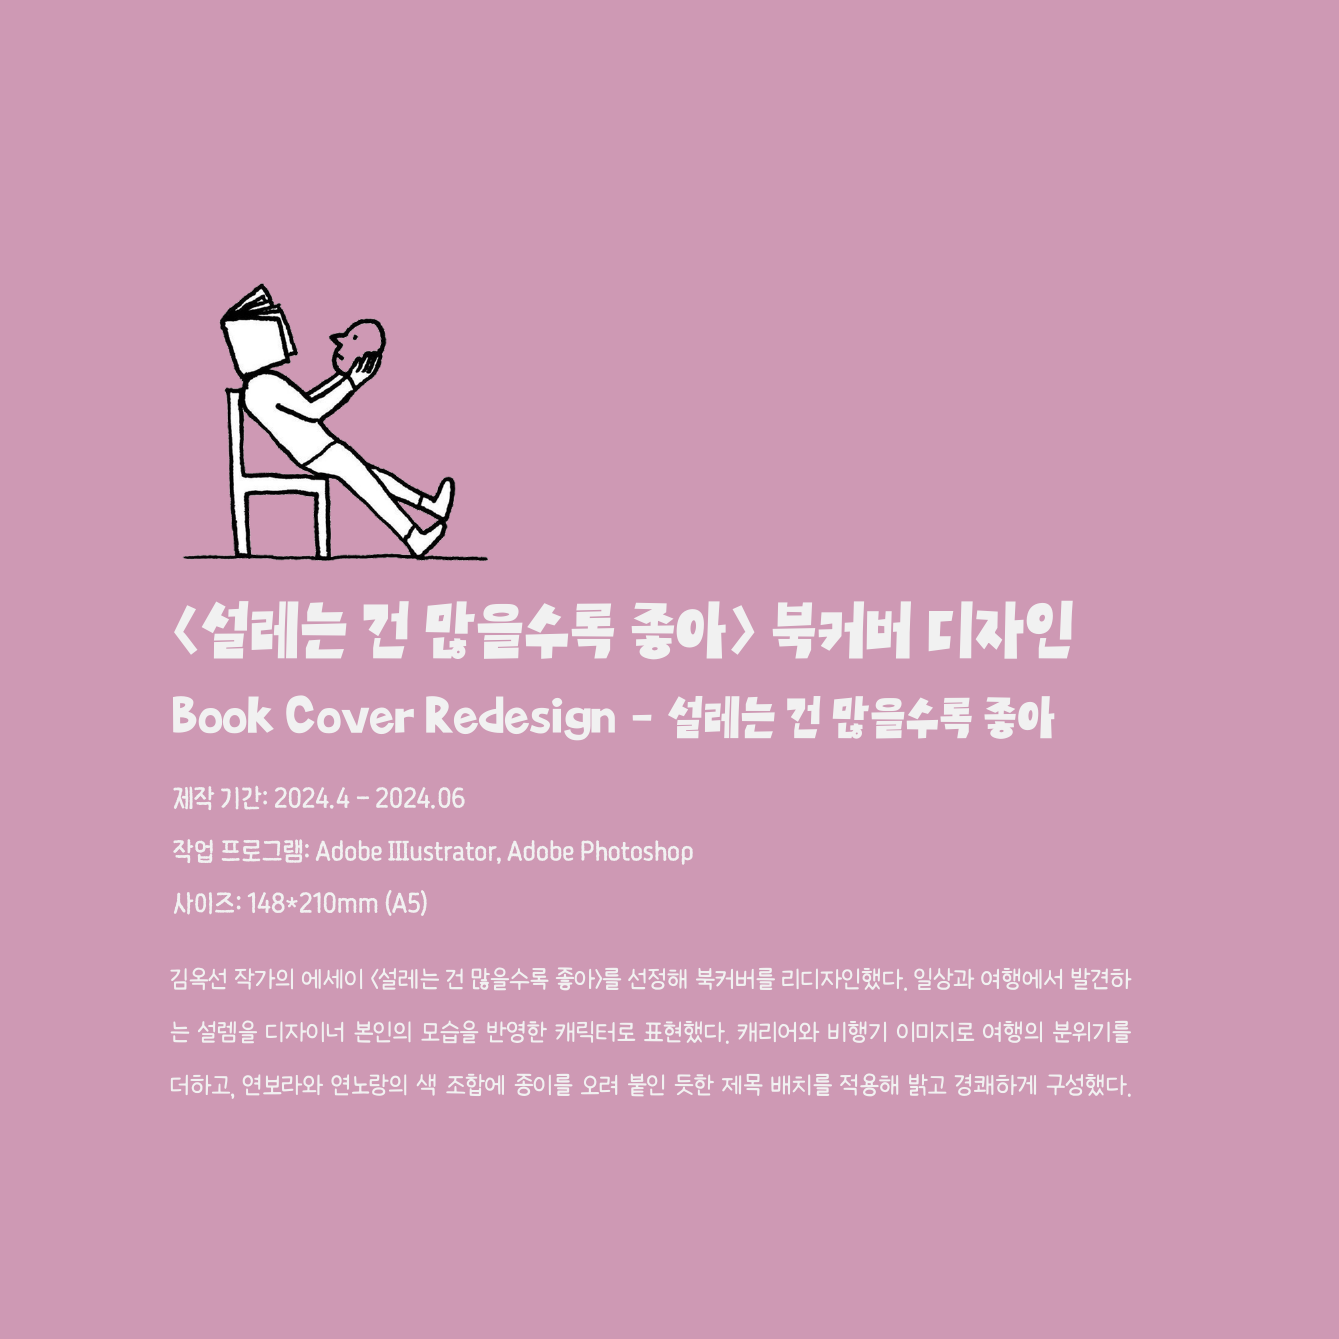 <설레는 건 많을수록 좋아> 북커버 디자인
Book Cover Redesign - 설레는 건 많을수록 좋아
제작 기간: 2024.4 - 2024.06
작업 프로그램: Adobe IIIustrator, Adobe Photoshop
사이즈: 148*210mm (A5)
김옥선 작가의 에세이 <설레는 건 많을수록 좋아>를 선정해 북커버를 리디자인했다. 일상과 여행에서 발견하
는 설렘을 디자이너 본인의 모습을 반영한 캐릭터로 표현했다. 캐리어와 비행기 이미지로 여행의 분위기를
더하고, 연보라와 연노랑의 색 조합에 종이를 오려 붙인 듯한 제목 배치를 적용해 밝고 경쾌하게 구성했다.